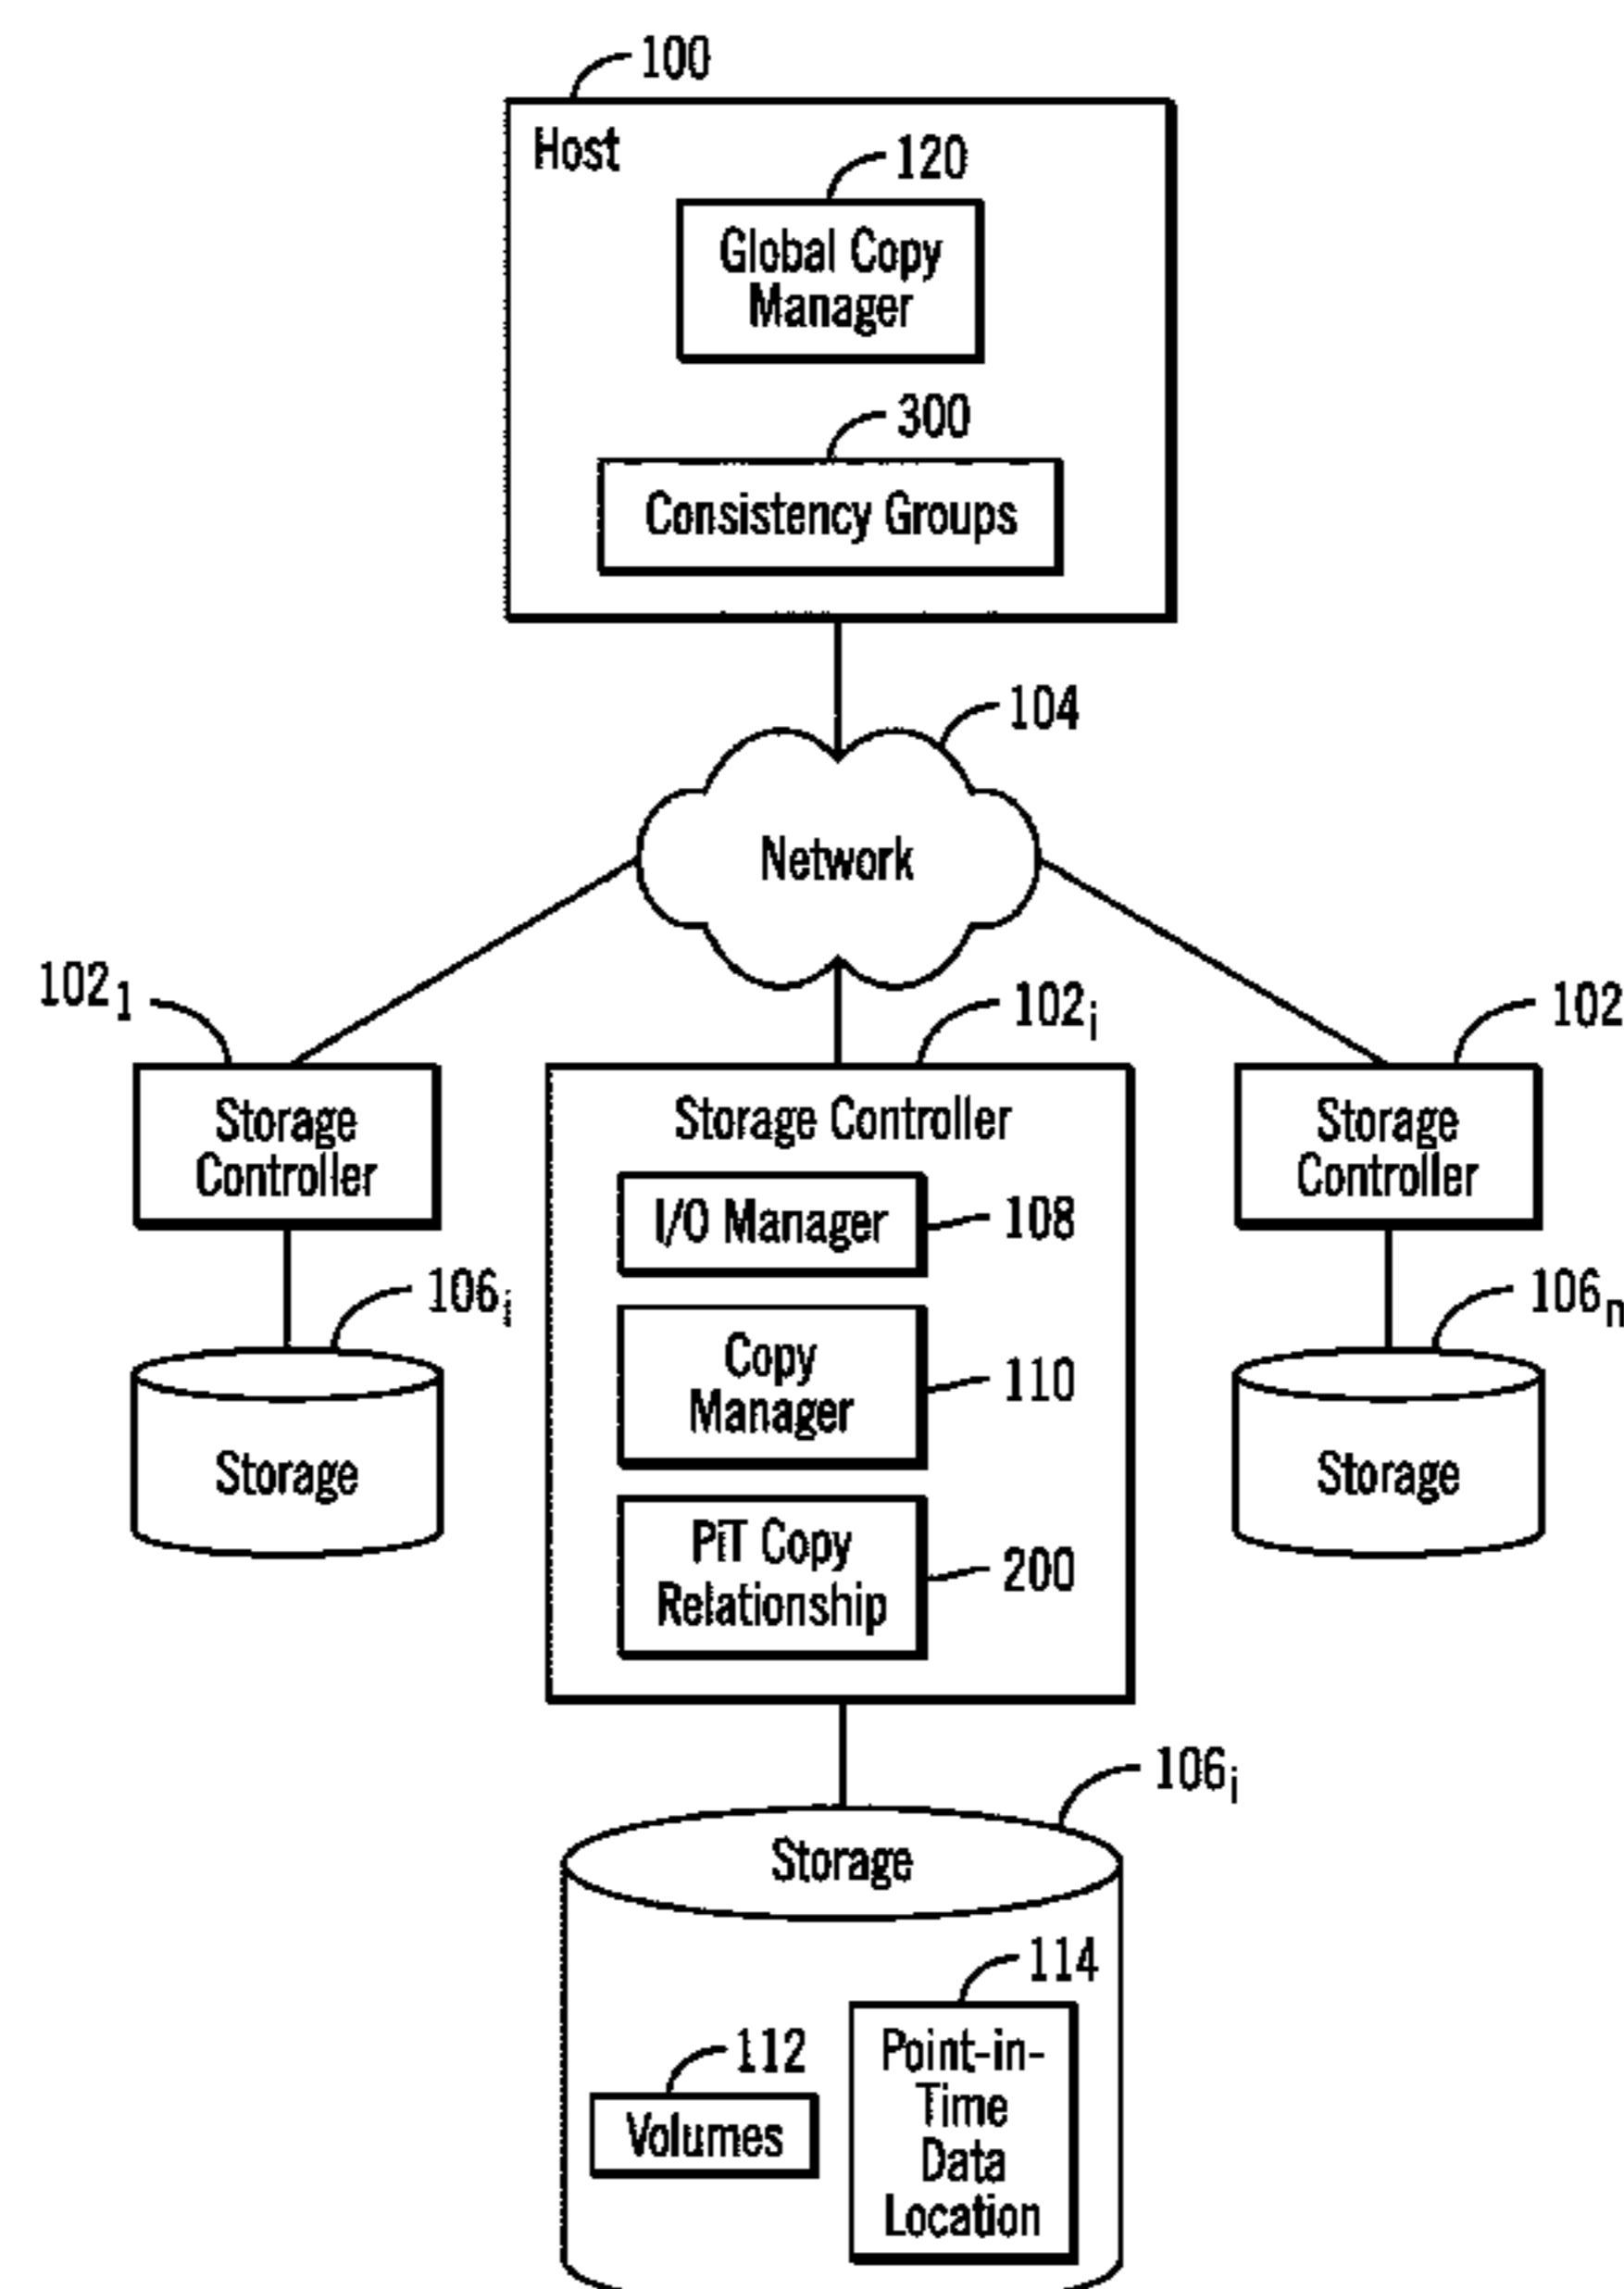 100
Host
120
Global Copy
Manager
300
Consistency Groups
104
Network
102₁
102ᵢ
102
Storage
Controller
Storage Controller
Storage
Controller
I/O Manager
108
106ᵢ
106ₙ
Copy
Manager
110
Storage
Storage
PiT Copy
Relationship
200
106ᵢ
Storage
114
112
Point-in-
Time
Data
Location
Volumes